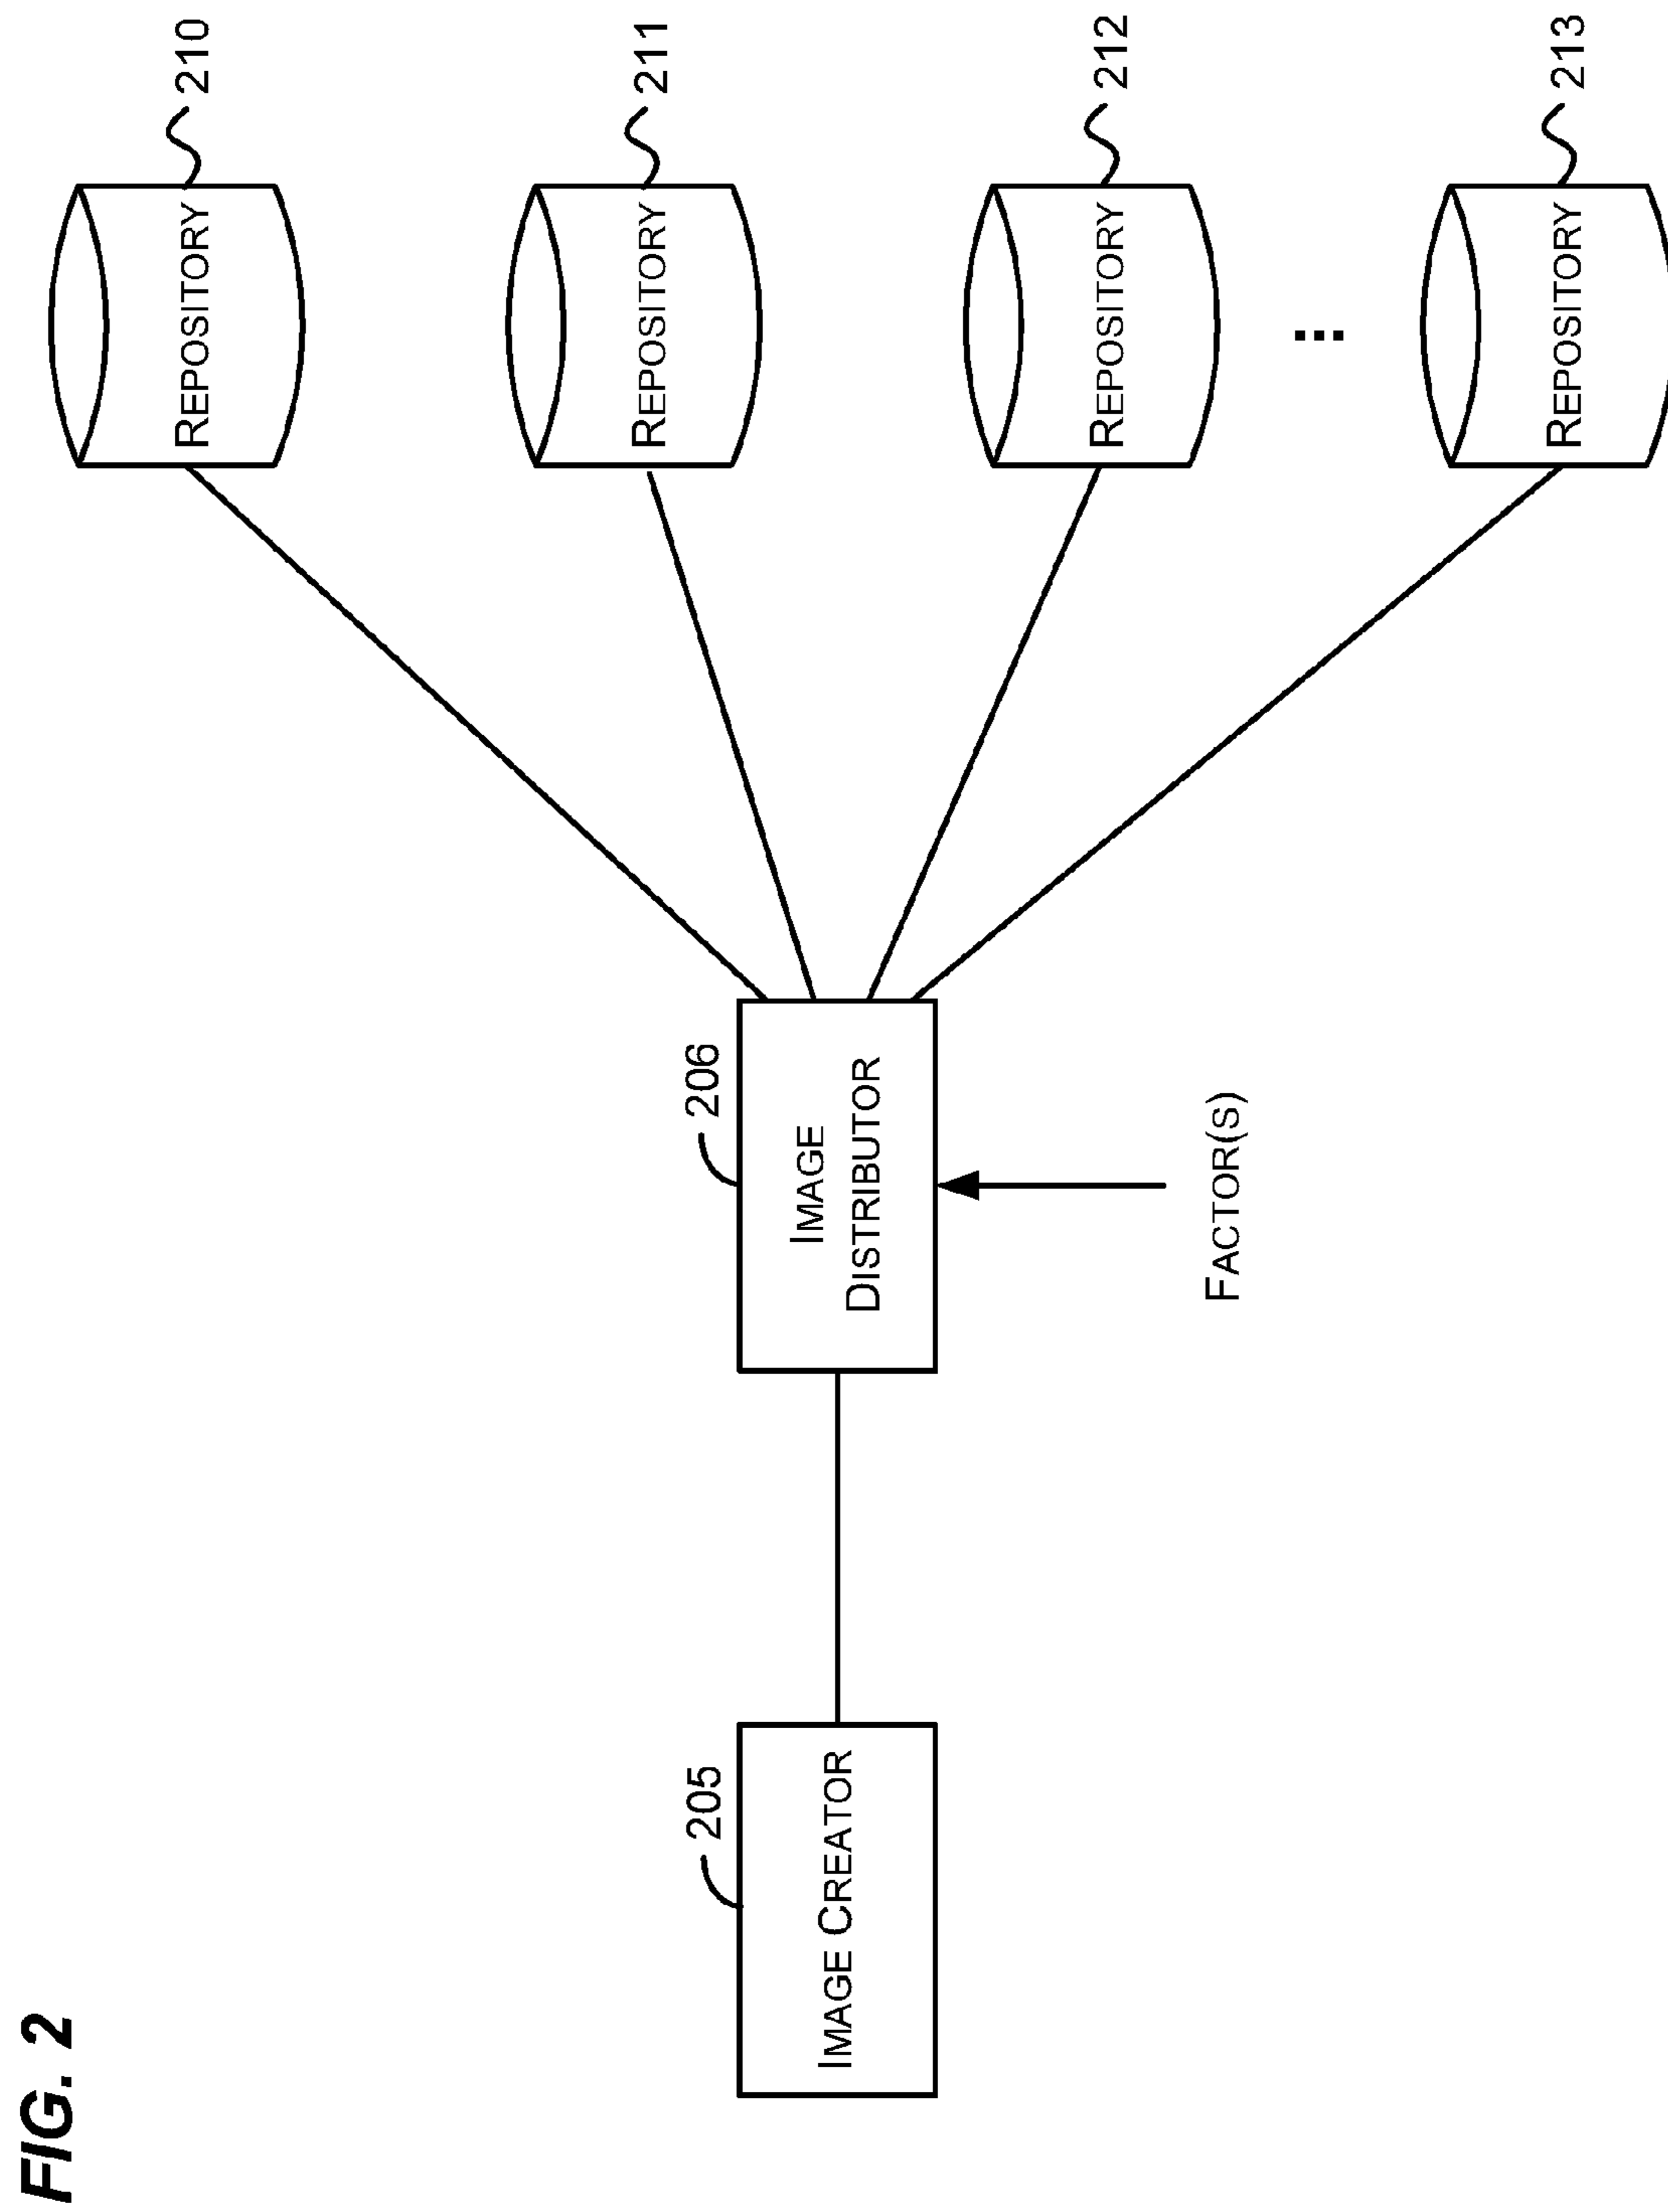 FIG. 2
205
IMAGE CREATOR
206
IMAGE
DISTRIBUTOR
FACTOR(S)
REPOSITORY
210
REPOSITORY
211
REPOSITORY
212
...
REPOSITORY
213